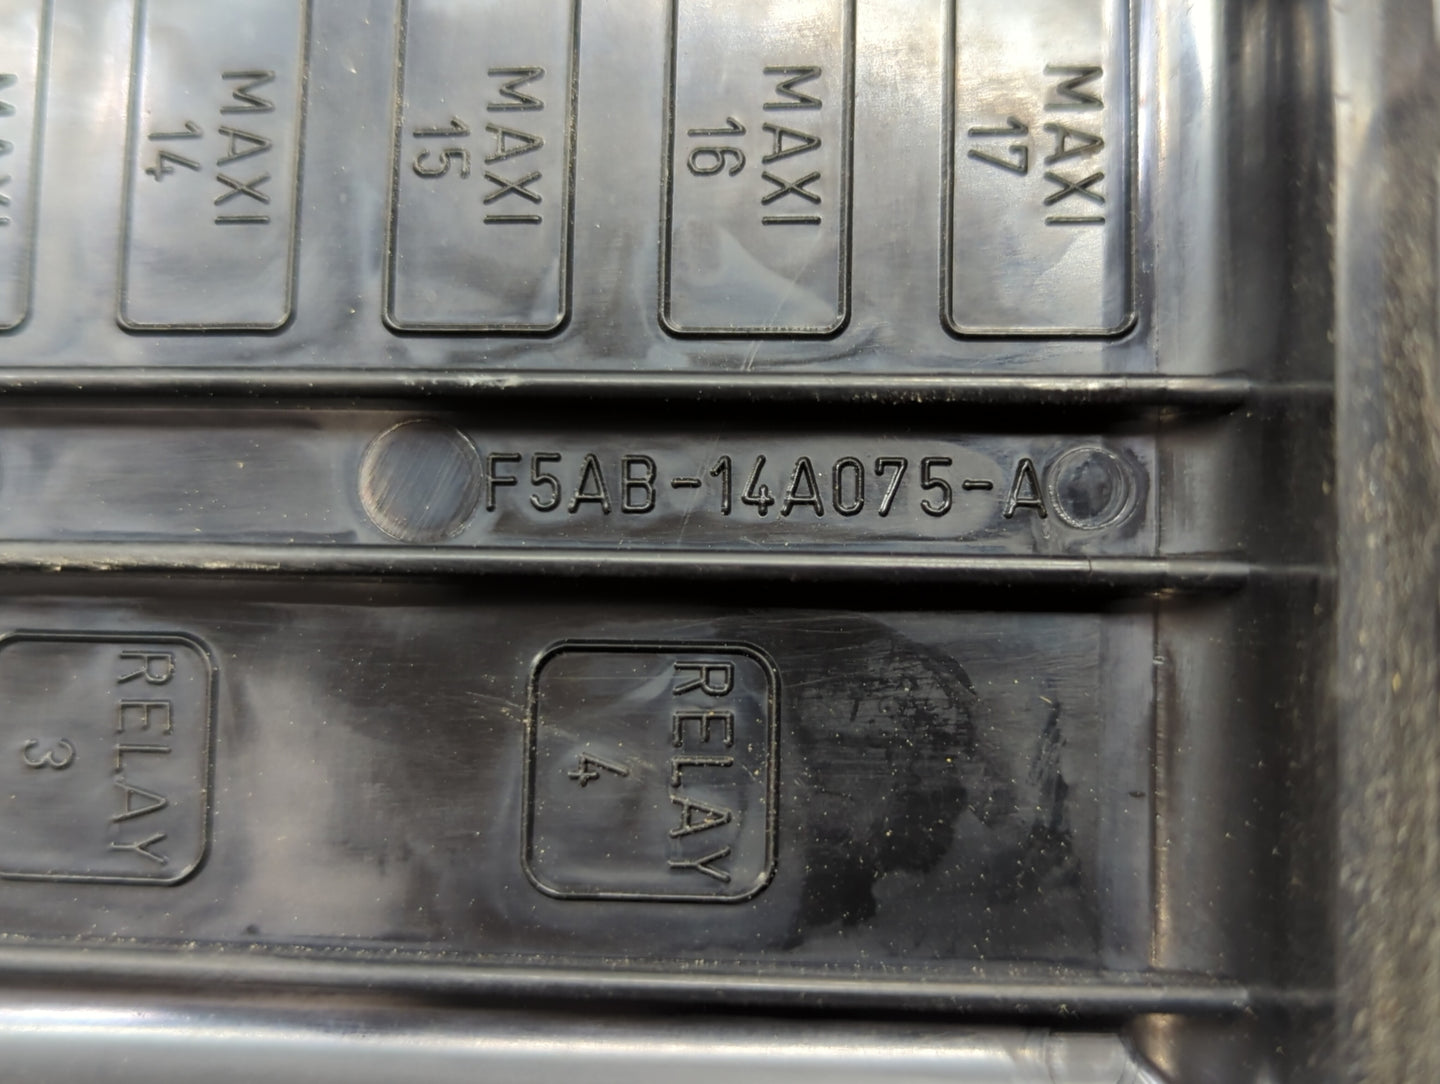 MAXI
14
MAXI
15
MAXI
16
MAXI
17
F5AB-14A075-A
RELAY
3
RELAY
4